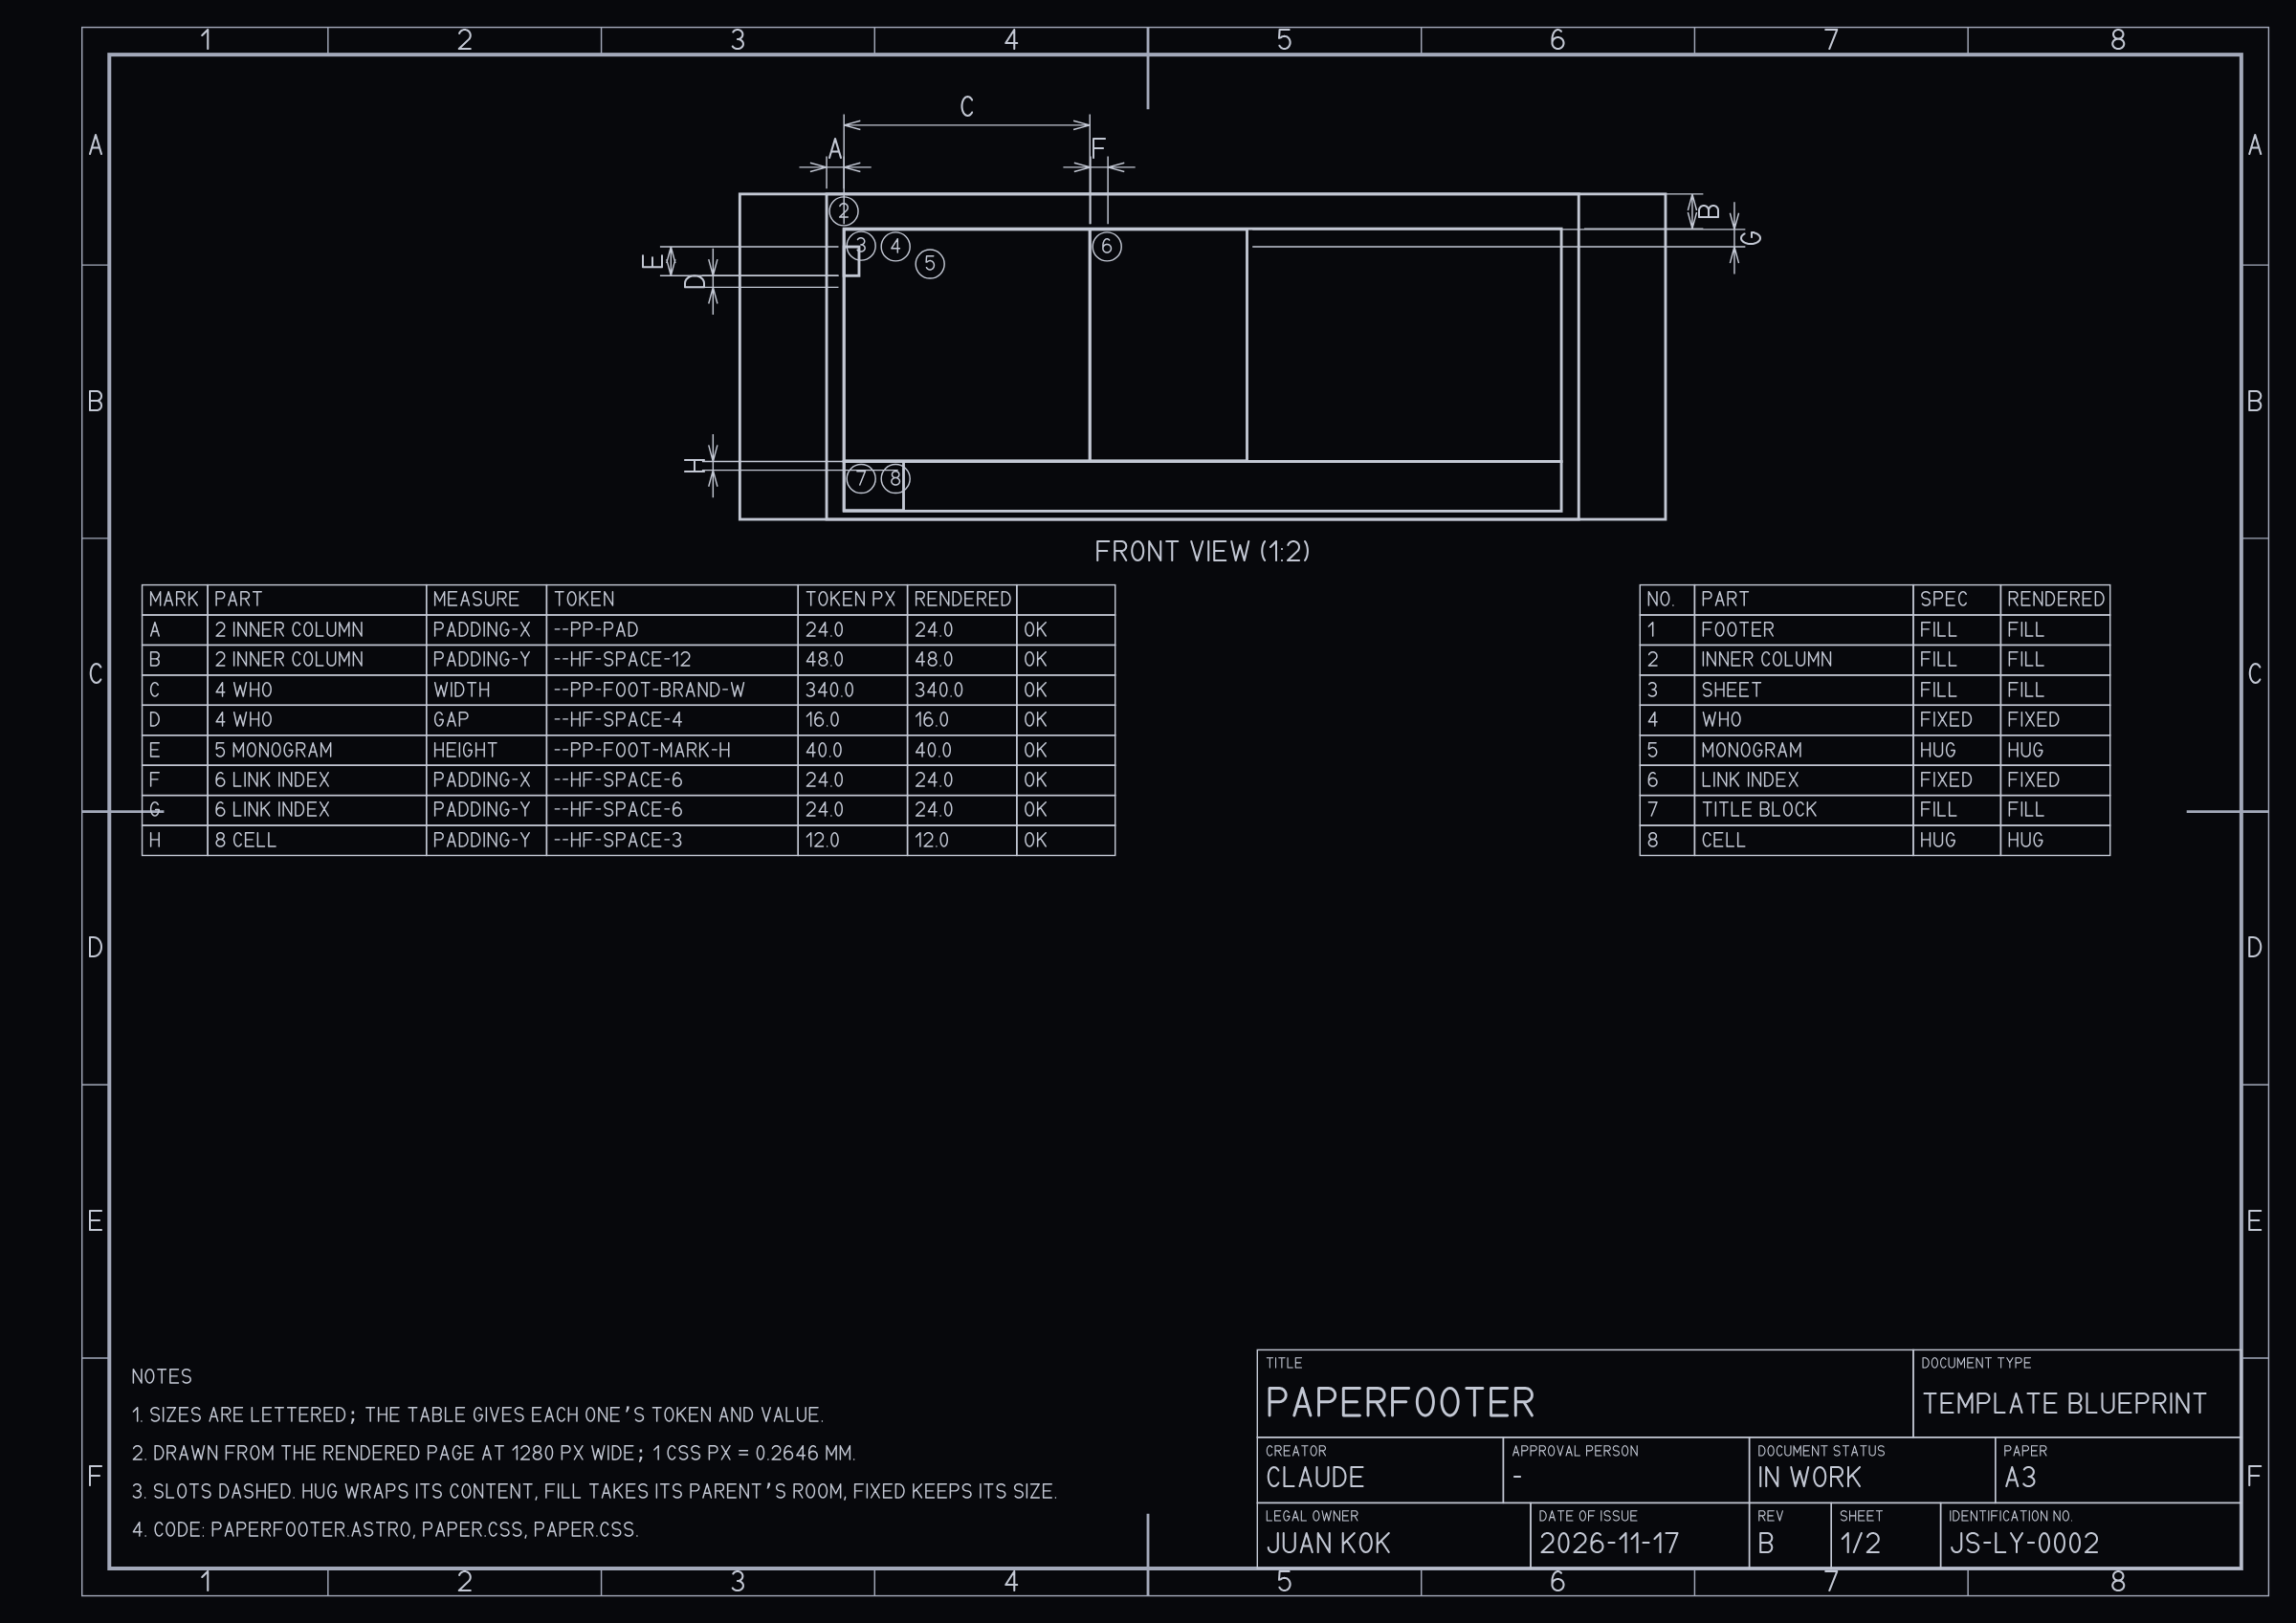 1 2 3 4 5 6 7 8
A A
C
A F
2 B
3 4 5 6 G
E
D
B B
H
7 8
FRONT VIEW (1:2)
MARK PART MEASURE TOKEN TOKEN PX RENDERED
A 2 INNER COLUMN PADDING-X --PP-PAD 24.0 24.0 OK
B 2 INNER COLUMN PADDING-Y --HF-SPACE-12 48.0 48.0 OK
C 4 WHO WIDTH --PP-FOOT-BRAND-W 340.0 340.0 OK
D 4 WHO GAP --HF-SPACE-4 16.0 16.0 OK
E 5 MONOGRAM HEIGHT --PP-FOOT-MARK-H 40.0 40.0 OK
F 6 LINK INDEX PADDING-X --HF-SPACE-6 24.0 24.0 OK
G 6 LINK INDEX PADDING-Y --HF-SPACE-6 24.0 24.0 OK
H 8 CELL PADDING-Y --HF-SPACE-3 12.0 12.0 OK
NO. PART SPEC RENDERED
1 FOOTER FILL FILL
2 INNER COLUMN FILL FILL
3 SHEET FILL FILL
4 WHO FIXED FIXED
5 MONOGRAM HUG HUG
6 LINK INDEX FIXED FIXED
7 TITLE BLOCK FILL FILL
8 CELL HUG HUG
C C
D D
E E
F F
NOTES
1. SIZES ARE LETTERED; THE TABLE GIVES EACH ONE'S TOKEN AND VALUE.
2. DRAWN FROM THE RENDERED PAGE AT 1280 PX WIDE; 1 CSS PX = 0.2646 MM.
3. SLOTS DASHED. HUG WRAPS ITS CONTENT, FILL TAKES ITS PARENT'S ROOM, FIXED KEEPS ITS SIZE.
4. CODE: PAPERFOOTER.ASTRO, PAPER.CSS, PAPER.CSS.
TITLE DOCUMENT TYPE
PAPERFOOTER TEMPLATE BLUEPRINT
CREATOR APPROVAL PERSON DOCUMENT STATUS PAPER
CLAUDE - IN WORK A3
LEGAL OWNER DATE OF ISSUE REV SHEET IDENTIFICATION NO.
JUAN KOK 2026-11-17 B 1/2 JS-LY-0002
1 2 3 4 5 6 7 8